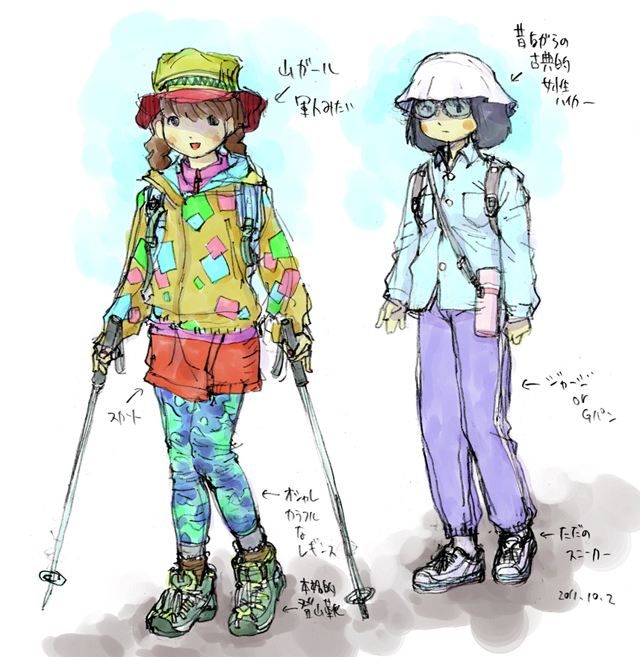 山ガール
軍人みたい
スカート
オシャレ
カラフル
な
レギンス
本格的
登山靴
昔ながらの
古典的
女性
ハイカー
ジャージ
or
Gパン
ただの
スニーカー
2011.10.2